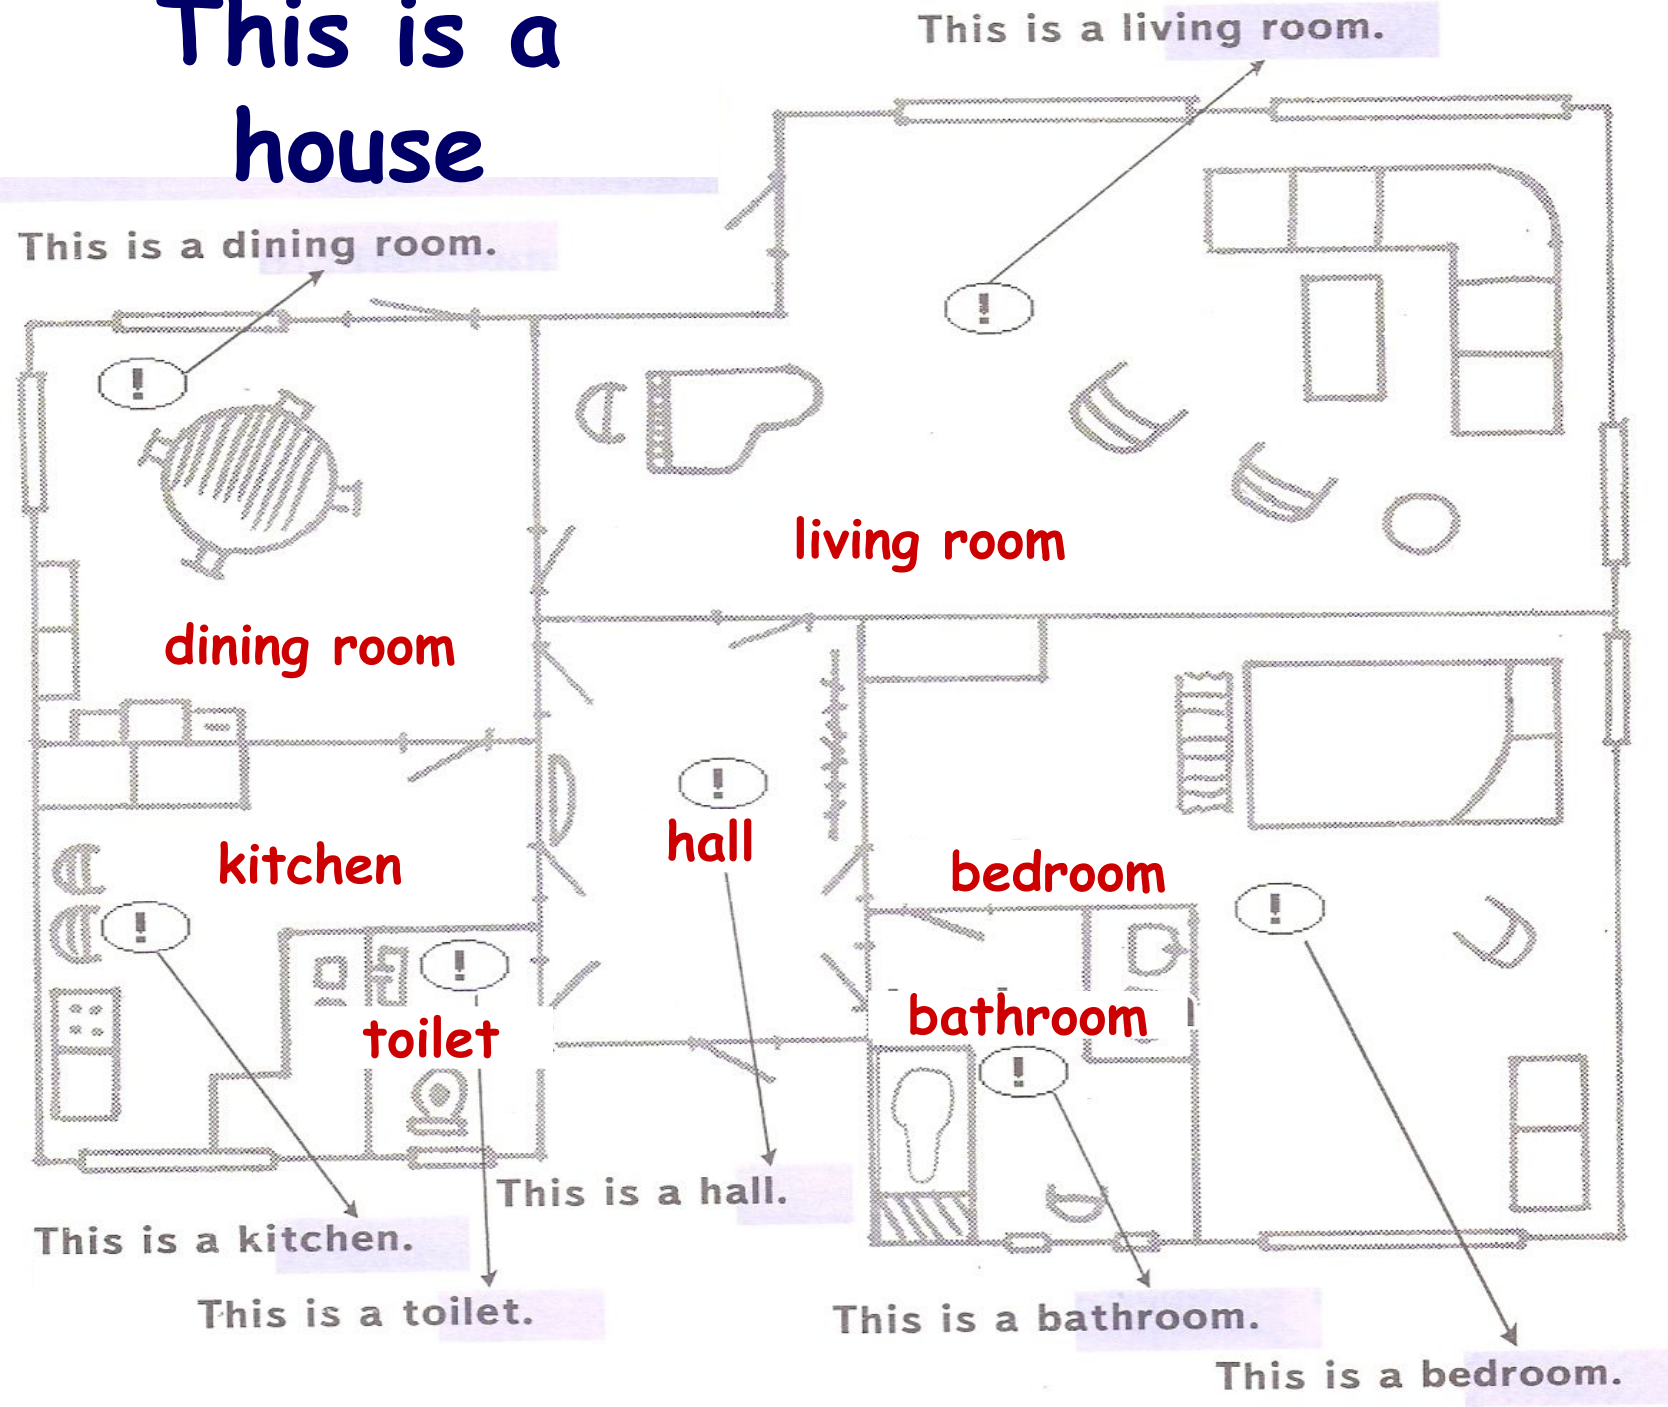 This is a
house
This is a living room.
This is a dining room.
!
!
living room
dining room
!
hall
kitchen
bedroom
!
!
!
bathroom
toilet
!
This is a hall.
This is a kitchen.
This is a toilet.
This is a bathroom.
This is a bedroom.